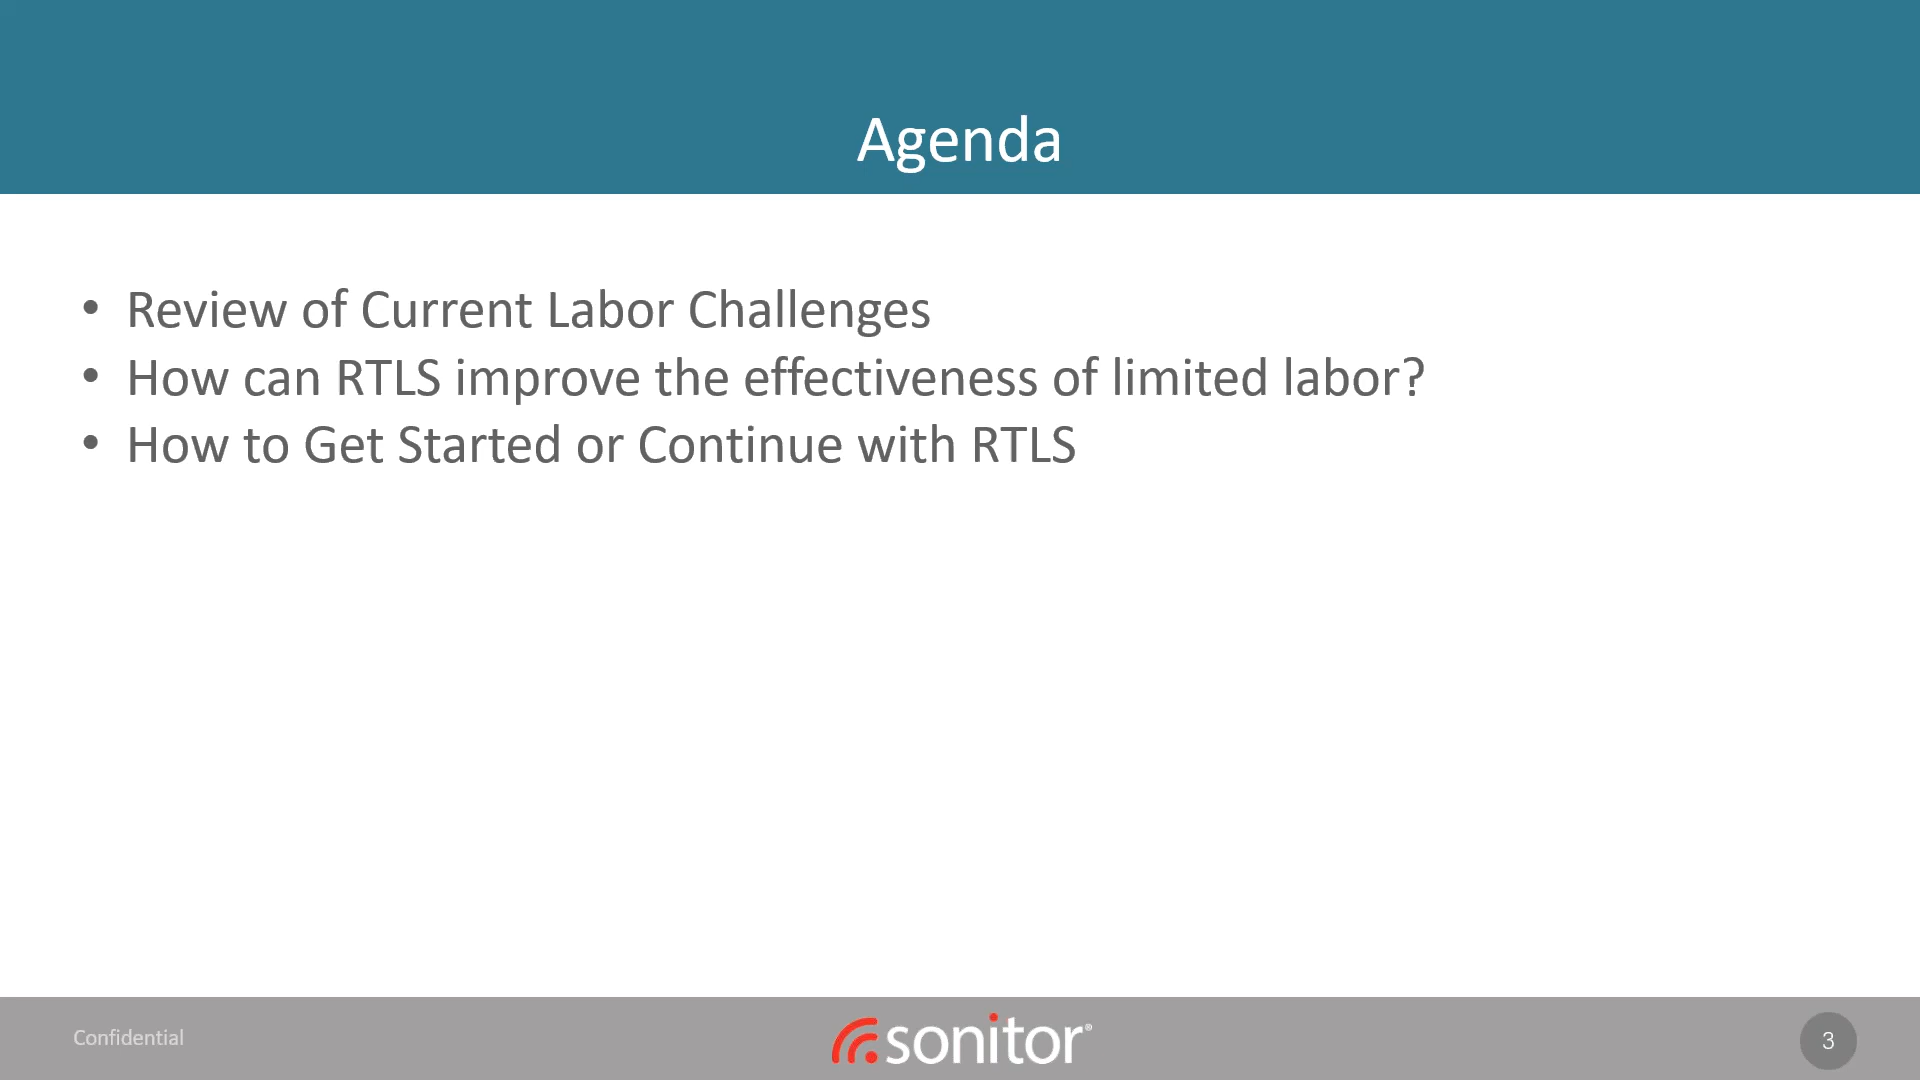 Agenda
• Review of Current Labor Challenges
• How can RTLS improve the effectiveness of limited labor?
• How to Get Started or Continue with RTLS
Confidential
sonitor®
3